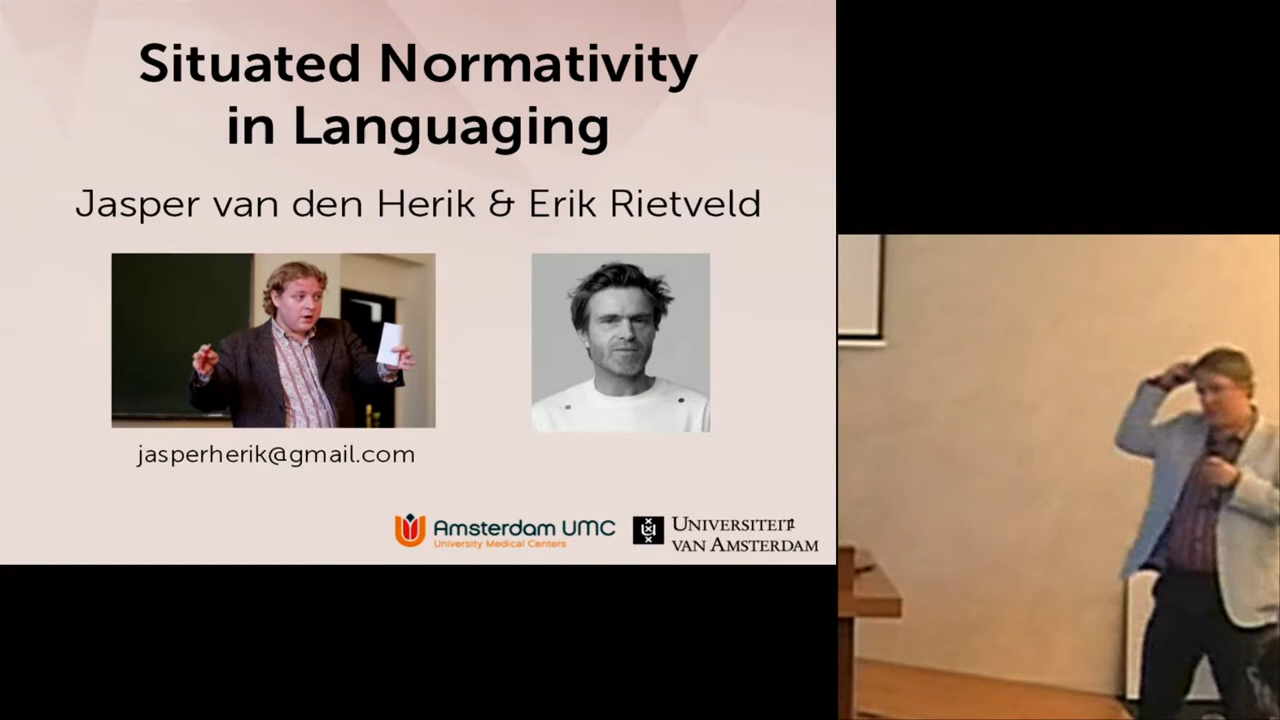 Situated Normativity
in Languaging
Jasper van den Herik & Erik Rietveld
jasperherik@gmail.com
Amsterdam UMC
University Medical Centers
UNIVERSITEIT
VAN AMSTERDAM